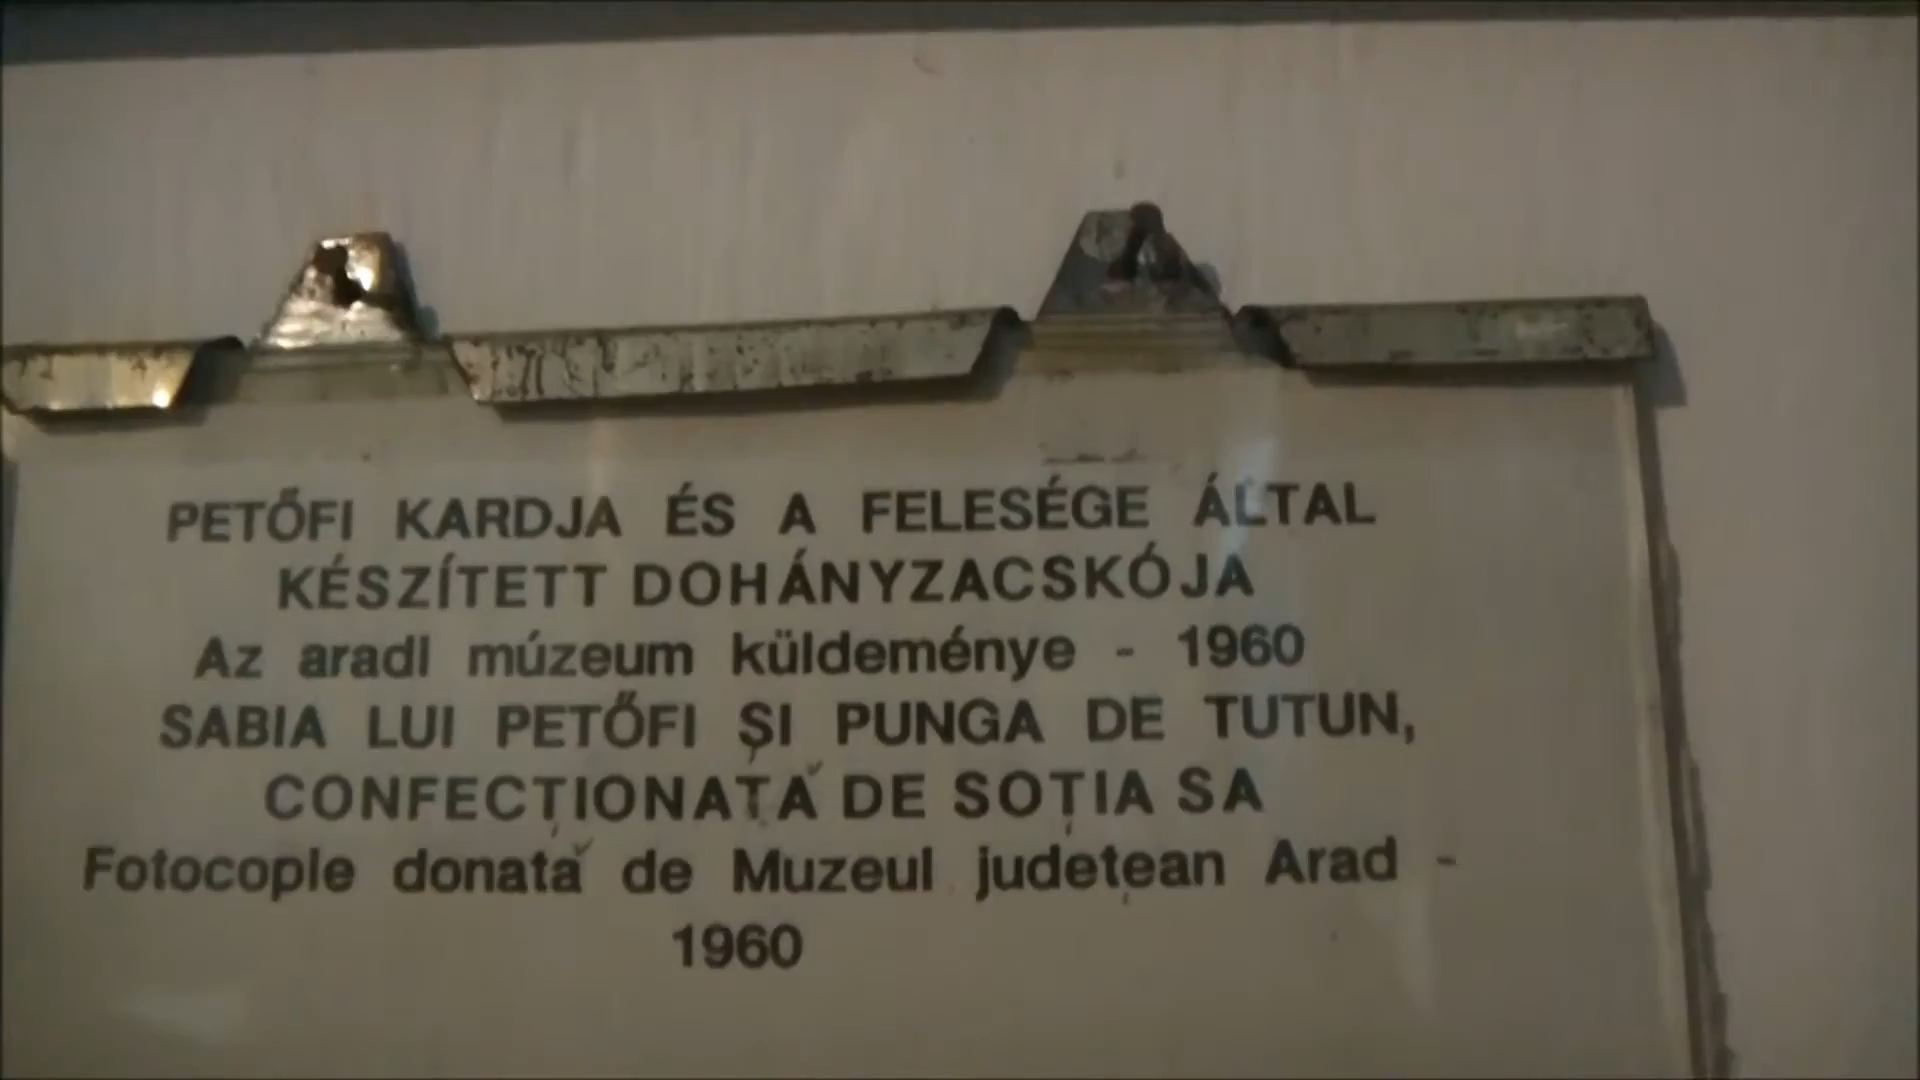 PETŐFI KARDJA ÉS A FELESÉGE ÁLTAL
KÉSZÍTETT DOHÁNYZACSKÓJA
Az aradI múzeum küldeménye - 1960
SABIA LUI PETŐFI ȘI PUNGA DE TUTUN,
CONFECȚIONATĂ DE SOȚIA SA
FotocopIe donată de Muzeul județean Arad -
1960